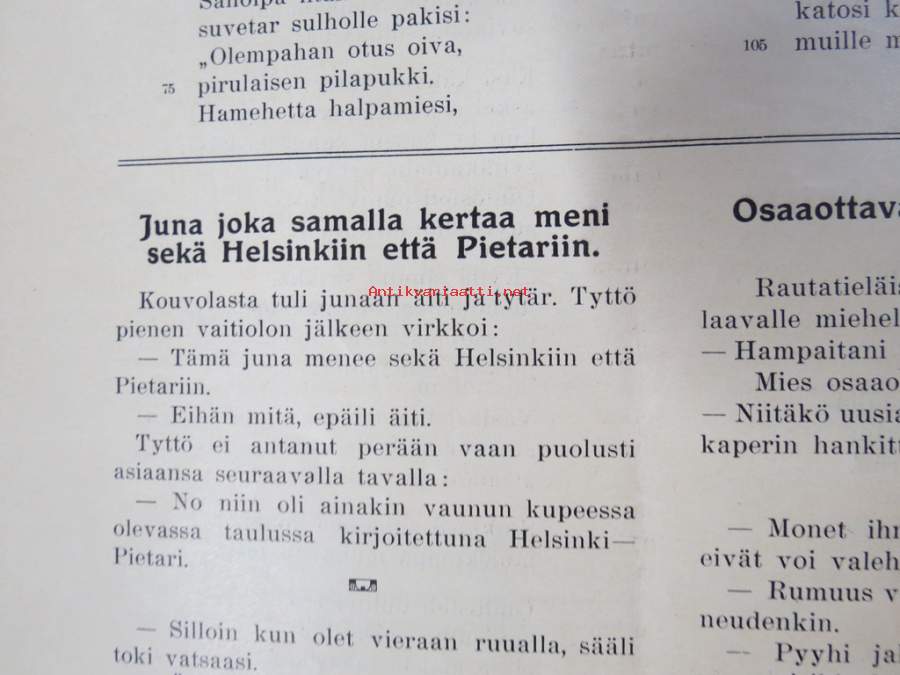 suvetar sulholle pakisi:
„Olempahan otus oiva,
75 pirulaisen pilapukki.
Hamehetta halpamiesi,
katosi
105 muille
Juna joka samalla kertaa meni
sekä Helsinkiin että Pietariin.
Kouvolasta tuli junaan äiti ja tytär. Tyttö
pienen vaitiolon jälkeen virkkoi:
— Tämä juna menee sekä Helsinkiin että
Pietariin.
— Eihän mitä, epäili äiti.
Tyttö ei antanut perään vaan puolusti
asiaansa seuraavalla tavalla:
— No niin oli ainakin vaunun kupeessa
olevassa taulussa kirjoitettuna Helsinki—
Pietari.
— Silloin kun olet vieraan ruualla, sääli
toki vatsaasi.
Osaaottava
Rautatieläis
laavalle miehel
— Hampaitani
Mies osaao
— Niitäkö uusia
kaperin hankitt
— Monet ihm
eivät voi valeh
— Rumuus v
neudenkin.
— Pyyhi jal
Antikvariaatti.net